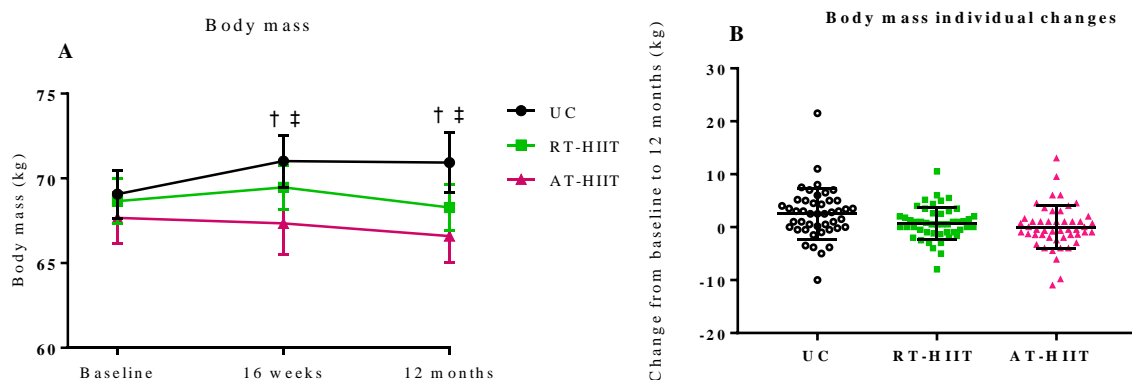 Body mass
A
Body mass (kg)
75
70
65
60
† ‡
† ‡
Baseline
16 weeks
12 months
UC
RT-HIIT
AT-HIIT
Body mass individual changes
B
Change from baseline to 12 months (kg)
30
20
10
0
-10
-20
UC
RT-HIIT
AT-HIIT